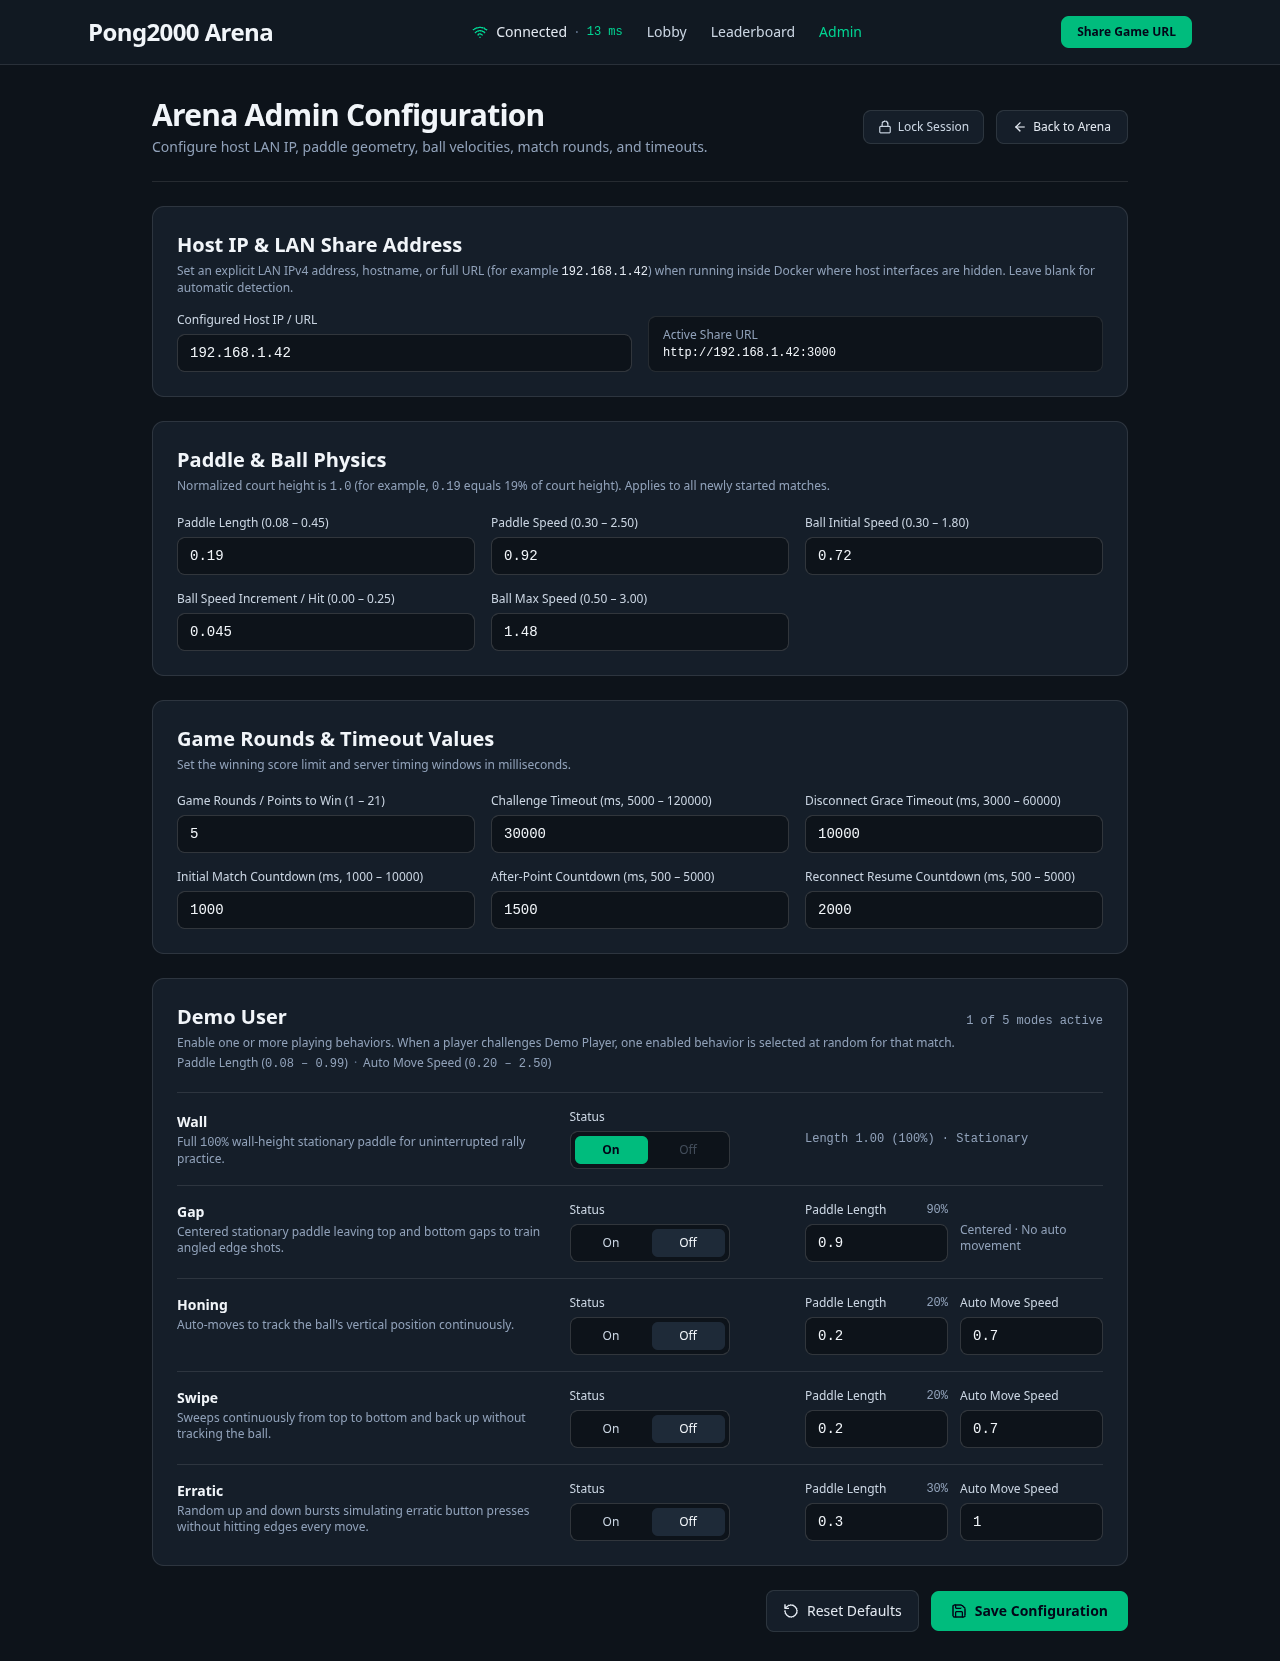 Pong2000 Arena
Connected · 13 ms
Lobby
Leaderboard
Admin
Share Game URL
Arena Admin Configuration
Configure host LAN IP, paddle geometry, ball velocities, match rounds, and timeouts.
Lock Session
Back to Arena
Host IP & LAN Share Address
Set an explicit LAN IPv4 address, hostname, or full URL (for example 192.168.1.42) when running inside Docker where host interfaces are hidden. Leave blank for
automatic detection.
Configured Host IP / URL
192.168.1.42
Active Share URL
http://192.168.1.42:3000
Paddle & Ball Physics
Normalized court height is 1.0 (for example, 0.19 equals 19% of court height). Applies to all newly started matches.
Paddle Length (0.08 – 0.45)
Paddle Speed (0.30 – 2.50)
Ball Initial Speed (0.30 – 1.80)
0.19
0.92
0.72
Ball Speed Increment / Hit (0.00 – 0.25)
Ball Max Speed (0.50 – 3.00)
0.045
1.48
Game Rounds & Timeout Values
Set the winning score limit and server timing windows in milliseconds.
Game Rounds / Points to Win (1 – 21)
Challenge Timeout (ms, 5000 – 120000)
Disconnect Grace Timeout (ms, 3000 – 60000)
5
30000
10000
Initial Match Countdown (ms, 1000 – 10000)
After-Point Countdown (ms, 500 – 5000)
Reconnect Resume Countdown (ms, 500 – 5000)
1000
1500
2000
Demo User
1 of 5 modes active
Enable one or more playing behaviors. When a player challenges Demo Player, one enabled behavior is selected at random for that match.
Paddle Length (0.08 – 0.99) · Auto Move Speed (0.20 – 2.50)
Wall
Full 100% wall-height stationary paddle for uninterrupted rally
practice.
Status
On
Off
Length 1.00 (100%) · Stationary
Gap
Centered stationary paddle leaving top and bottom gaps to train
angled edge shots.
Status
On
Off
Paddle Length
90%
0.9
Centered · No auto
movement
Honing
Auto-moves to track the ball's vertical position continuously.
Status
On
Off
Paddle Length
20%
0.2
Auto Move Speed
0.7
Swipe
Sweeps continuously from top to bottom and back up without
tracking the ball.
Status
On
Off
Paddle Length
20%
0.2
Auto Move Speed
0.7
Erratic
Random up and down bursts simulating erratic button presses
without hitting edges every move.
Status
On
Off
Paddle Length
30%
0.3
Auto Move Speed
1
Reset Defaults
Save Configuration